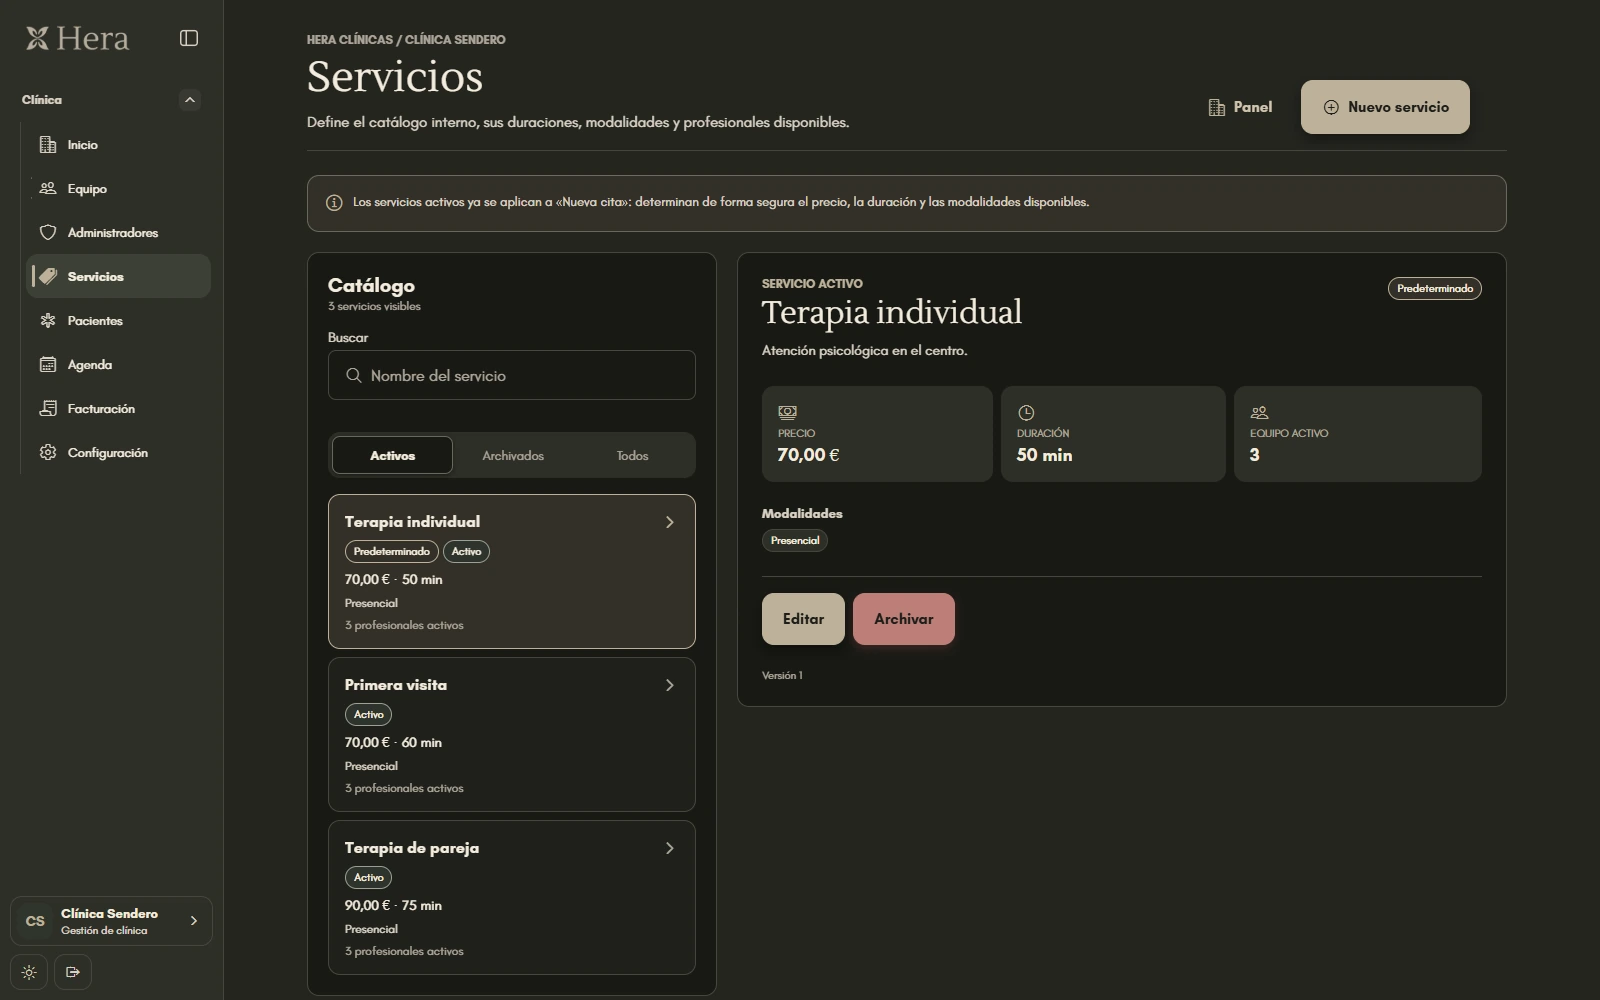 Hera
Clínica
Inicio
Equipo
Administradores
Servicios
Pacientes
Agenda
Facturación
Configuración
CS
Clínica Sendero
Gestión de clínica
HERA CLÍNICAS / CLÍNICA SENDERO
Servicios
Define el catálogo interno, sus duraciones, modalidades y profesionales disponibles.
Panel
Nuevo servicio
Los servicios activos ya se aplican a «Nueva cita»: determinan de forma segura el precio, la duración y las modalidades disponibles.
Catálogo
3 servicios visibles
Buscar
Nombre del servicio
Activos
Archivados
Todos
Terapia individual
Predeterminado
Activo
70,00 € · 50 min
Presencial
3 profesionales activos
Primera visita
Activo
70,00 € · 60 min
Presencial
3 profesionales activos
Terapia de pareja
Activo
90,00 € · 75 min
Presencial
3 profesionales activos
SERVICIO ACTIVO
Terapia individual
Predeterminado
Atención psicológica en el centro.
PRECIO
70,00 €
DURACIÓN
50 min
EQUIPO ACTIVO
3
Modalidades
Presencial
Editar
Archivar
Versión 1